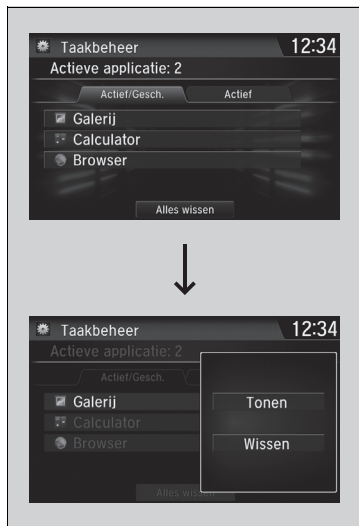 Taakbeheer 12:34
Actieve applicatie: 2
Actief/Gesch. Actief
Galerij
Calculator
Browser
Alles wissen
Taakbeheer 12:34
Actieve applicatie: 2
Actief/Gesch.
Galerij Tonen
Calculator
Browser Wissen
Alles wissen